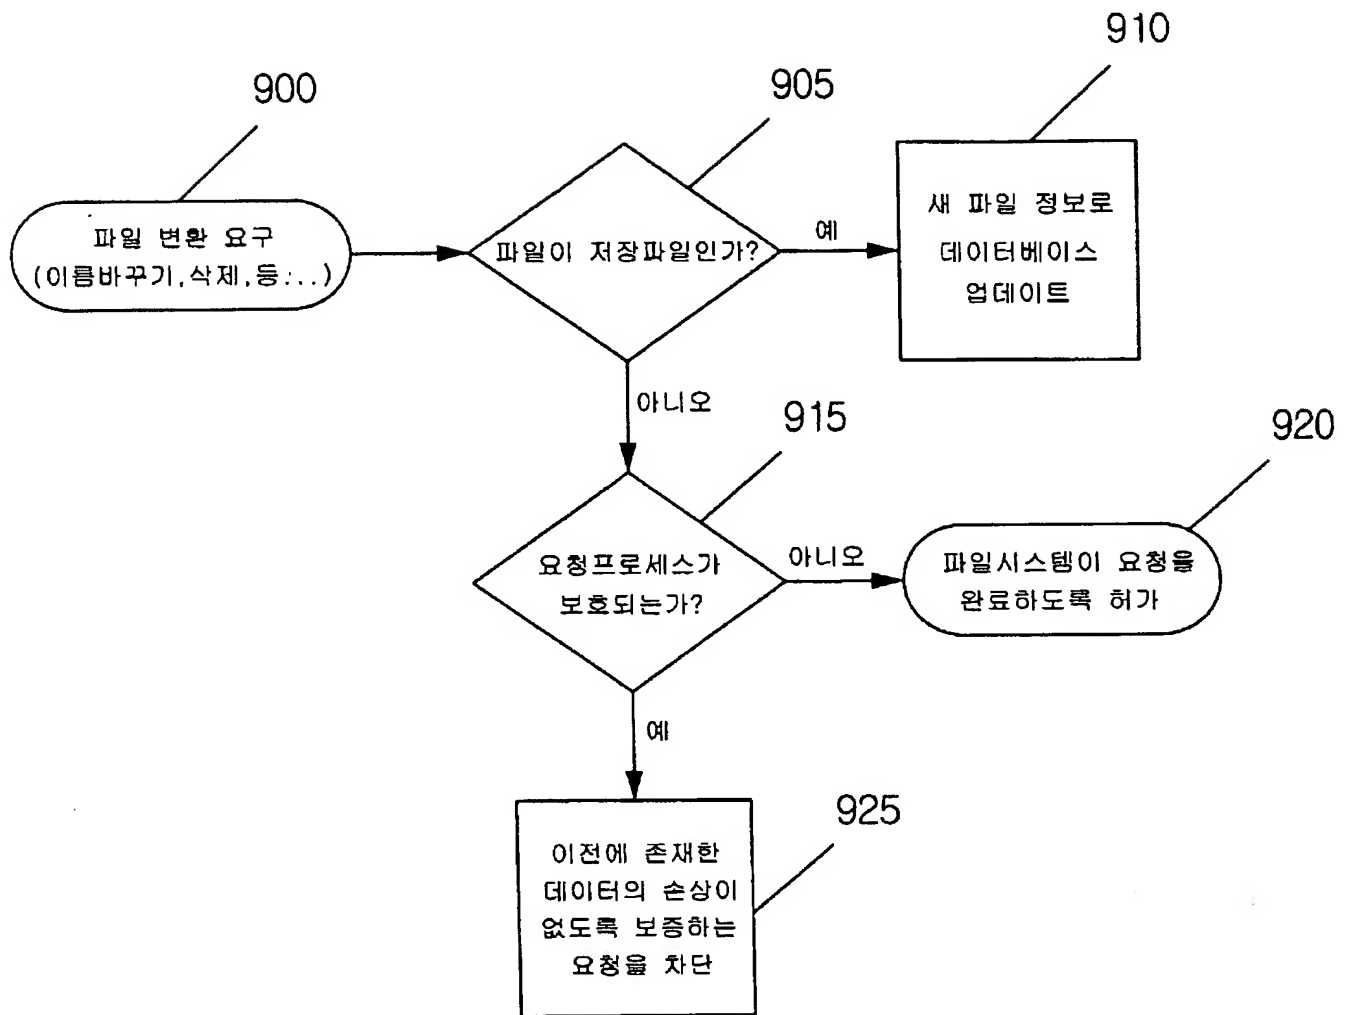 910
900
905
파일 변환 요구
(이름바꾸기,삭제,등...)
파일이 저장파일인가?
예
새 파일 정보로
데이터베이스
업데이트
아니오
915
920
요청프로세스가
보호되는가?
아니오
파일시스템이 요청을
완료하도록 허가
예
925
이전에 존재한
데이터의 손상이
없도록 보증하는
요청을 차단